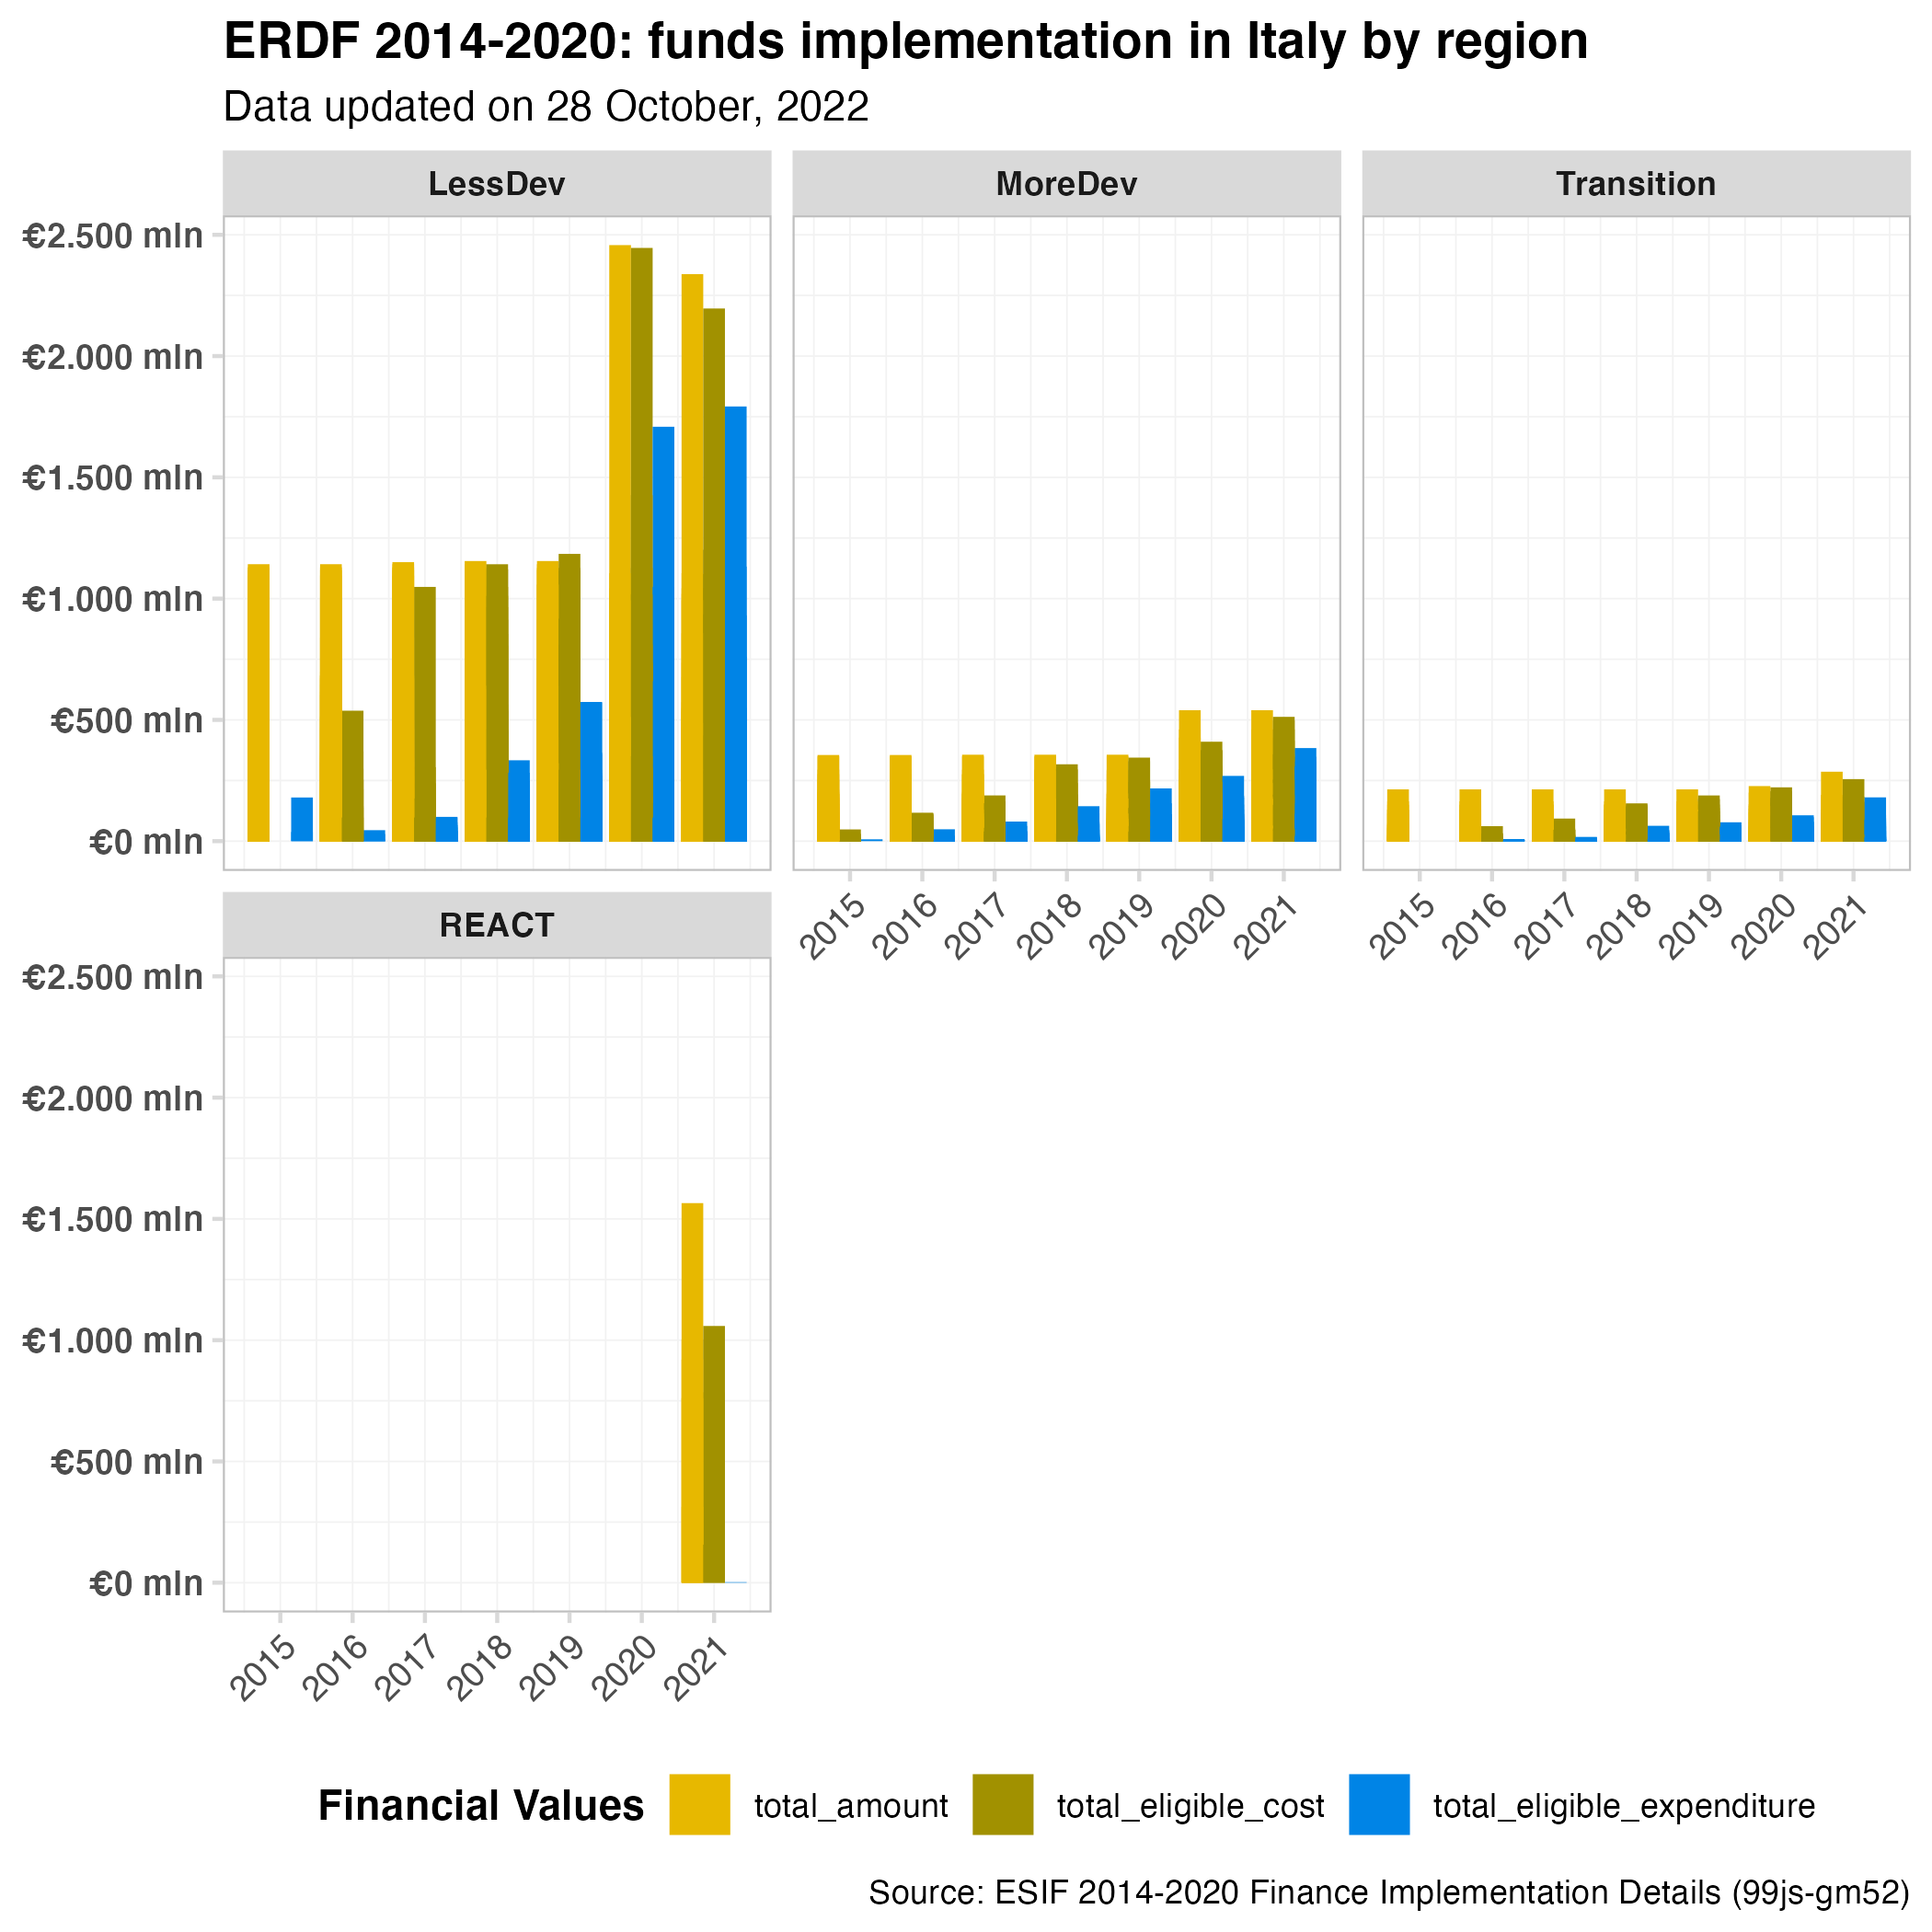 ERDF 2014-2020: funds implementation in Italy by region
Data updated on 28 October, 2022
LessDev
MoreDev
Transition
€2.500 mln
€2.000 mln
€1.500 mln
€1.000 mln
€500 mln
€0 mln
2015
2016
2017
2018
2019
2020
2021
2015
2016
2017
2018
2019
2020
2021
REACT
€2.500 mln
€2.000 mln
€1.500 mln
€1.000 mln
€500 mln
€0 mln
2015
2016
2017
2018
2019
2020
2021
Financial Values total_amount total_eligible_cost total_eligible_expenditure
Source: ESIF 2014-2020 Finance Implementation Details (99js-gm52)